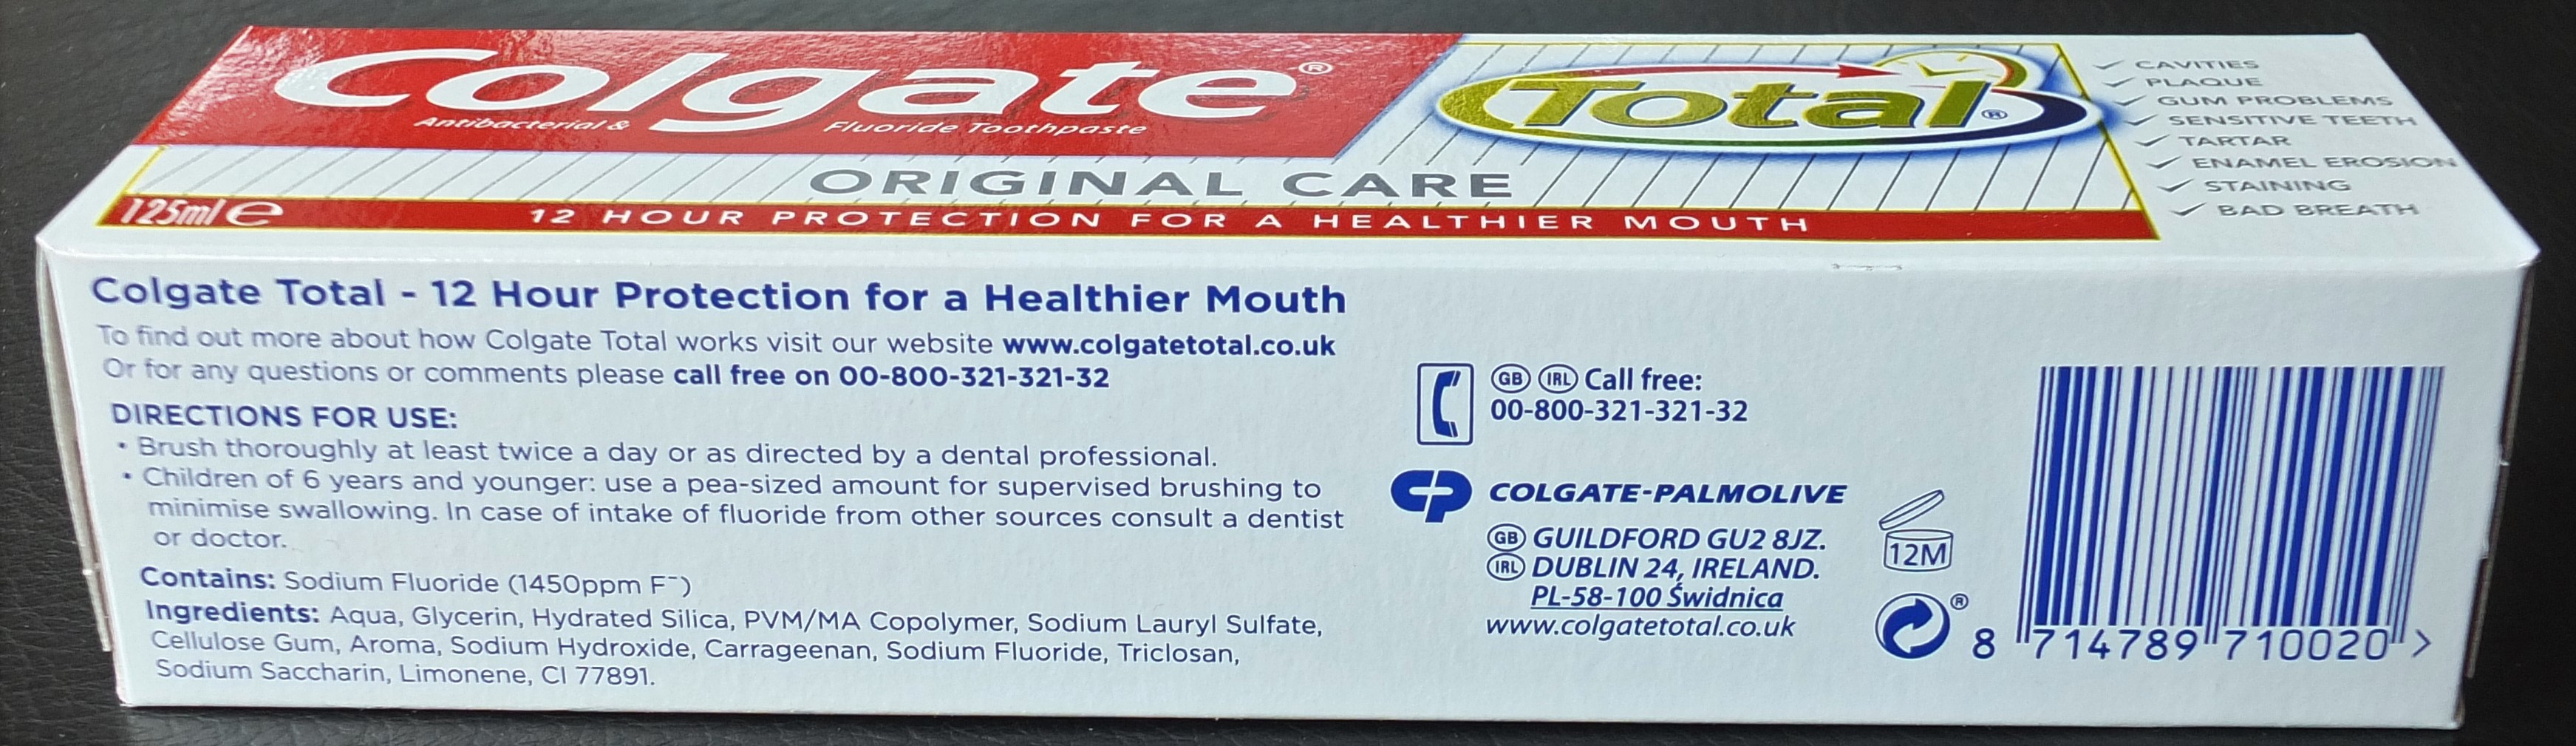 Colgate®
Antibacterial & Fluoride Toothpaste
Total®
ORIGINAL CARE
125ml ℮
12 HOUR PROTECTION FOR A HEALTHIER MOUTH
CAVITIES
PLAQUE
GUM PROBLEMS
SENSITIVE TEETH
TARTAR
ENAMEL EROSION
STAINING
BAD BREATH
Colgate Total - 12 Hour Protection for a Healthier Mouth
To find out more about how Colgate Total works visit our website www.colgatetotal.co.uk
Or for any questions or comments please call free on 00-800-321-321-32
DIRECTIONS FOR USE:
• Brush thoroughly at least twice a day or as directed by a dental professional.
• Children of 6 years and younger: use a pea-sized amount for supervised brushing to
minimise swallowing. In case of intake of fluoride from other sources consult a dentist
or doctor.
Contains: Sodium Fluoride (1450ppm F⁻)
Ingredients: Aqua, Glycerin, Hydrated Silica, PVM/MA Copolymer, Sodium Lauryl Sulfate,
Cellulose Gum, Aroma, Sodium Hydroxide, Carrageenan, Sodium Fluoride, Triclosan,
Sodium Saccharin, Limonene, CI 77891.
GB IRL Call free:
00-800-321-321-32
CP COLGATE-PALMOLIVE
GB GUILDFORD GU2 8JZ.
IRL DUBLIN 24, IRELAND.
PL-58-100 Świdnica
www.colgatetotal.co.uk
12M
®
8 714789 710020 >